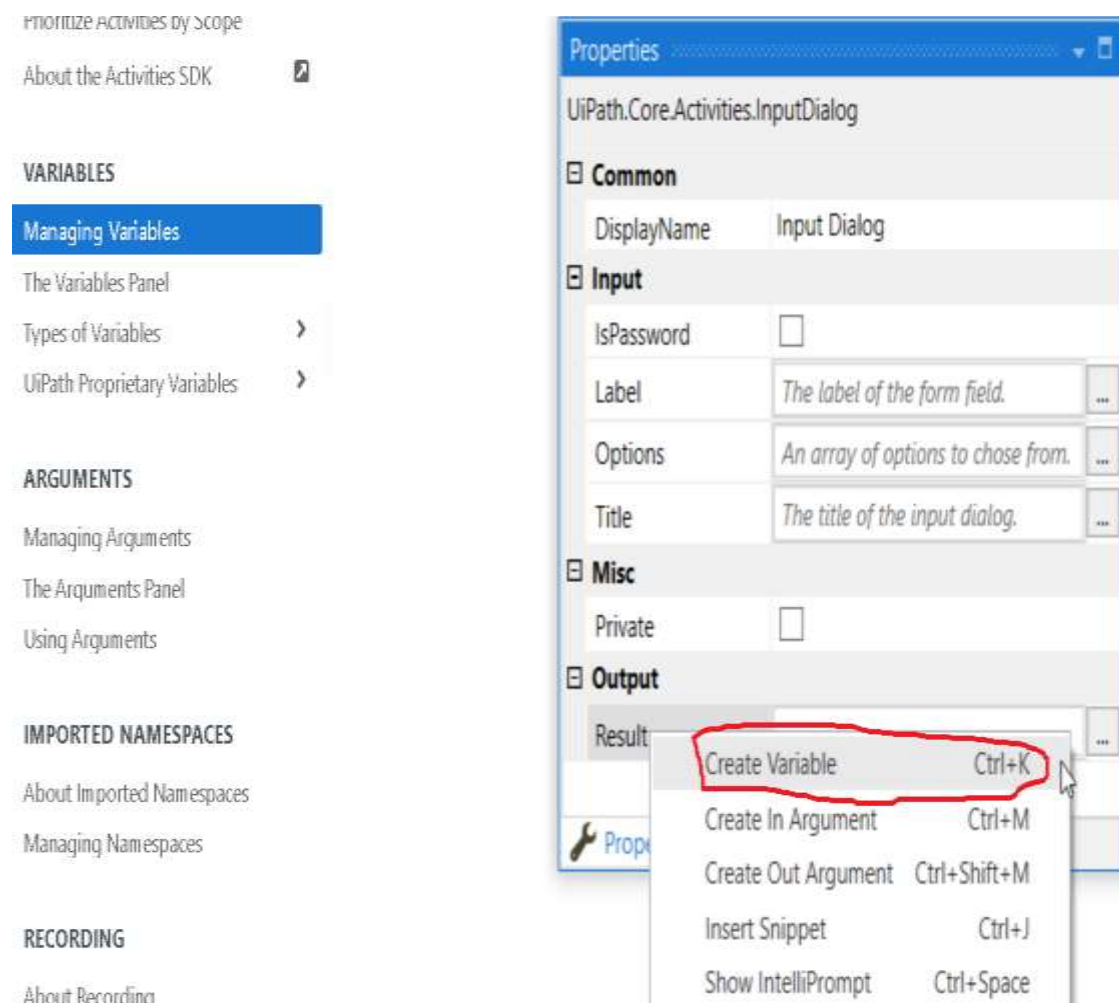 Prioritize Activities by Scope
About the Activities SDK
VARIABLES
Managing Variables
The Variables Panel
Types of Variables
UiPath Proprietary Variables
ARGUMENTS
Managing Arguments
The Arguments Panel
Using Arguments
IMPORTED NAMESPACES
About Imported Namespaces
Managing Namespaces
RECORDING
About Recording
Properties
UiPath.Core.Activities.InputDialog
Common
DisplayName Input Dialog
Input
IsPassword
Label The label of the form field. ...
Options An array of options to chose from. ...
Title The title of the input dialog. ...
Misc
Private
Output
Result ...
Create Variable Ctrl+K
Create In Argument Ctrl+M
Prope
Create Out Argument Ctrl+Shift+M
Insert Snippet Ctrl+J
Show IntelliPrompt Ctrl+Space